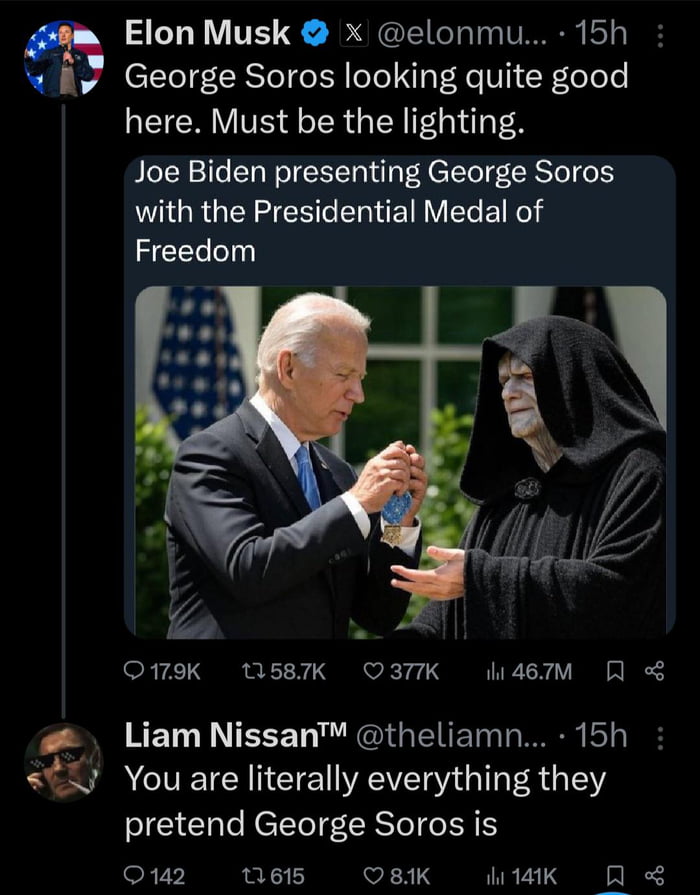 Elon Musk @elonmu... · 15h
George Soros looking quite good
here. Must be the lighting.
Joe Biden presenting George Soros
with the Presidential Medal of
Freedom
17.9K 58.7K 377K 46.7M
Liam Nissan™ @theliamn... · 15h
You are literally everything they
pretend George Soros is
142 615 8.1K 141K